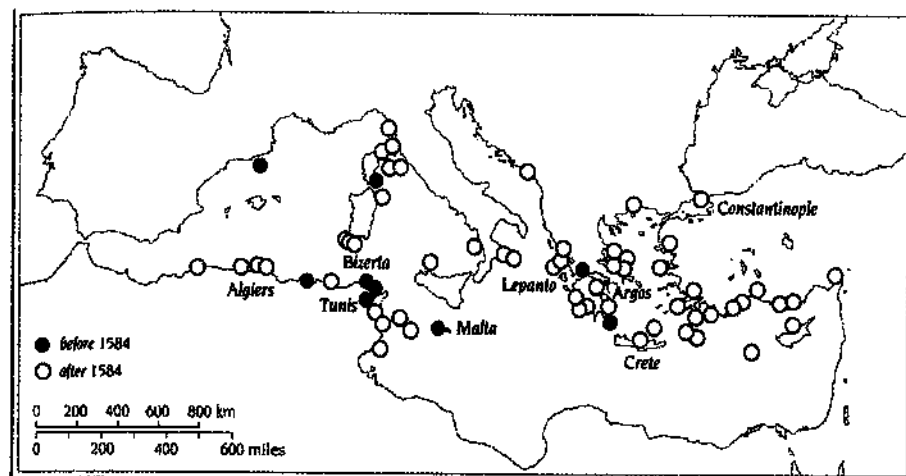 Constantinople
Bizerta
Lepanto
Argos
Algiers
Tunis
Malta
Crete
before 1584
after 1584
0 200 400 600 800 km
0 200 400 600 miles